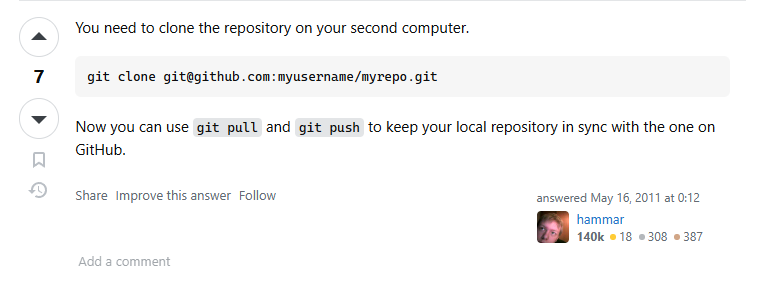 You need to clone the repository on your second computer.
7
git clone git@github.com:myusername/myrepo.git
Now you can use git pull and git push to keep your local repository in sync with the one on
GitHub.
Share Improve this answer Follow
answered May 16, 2011 at 0:12
hammar
140k 18 308 387
Add a comment